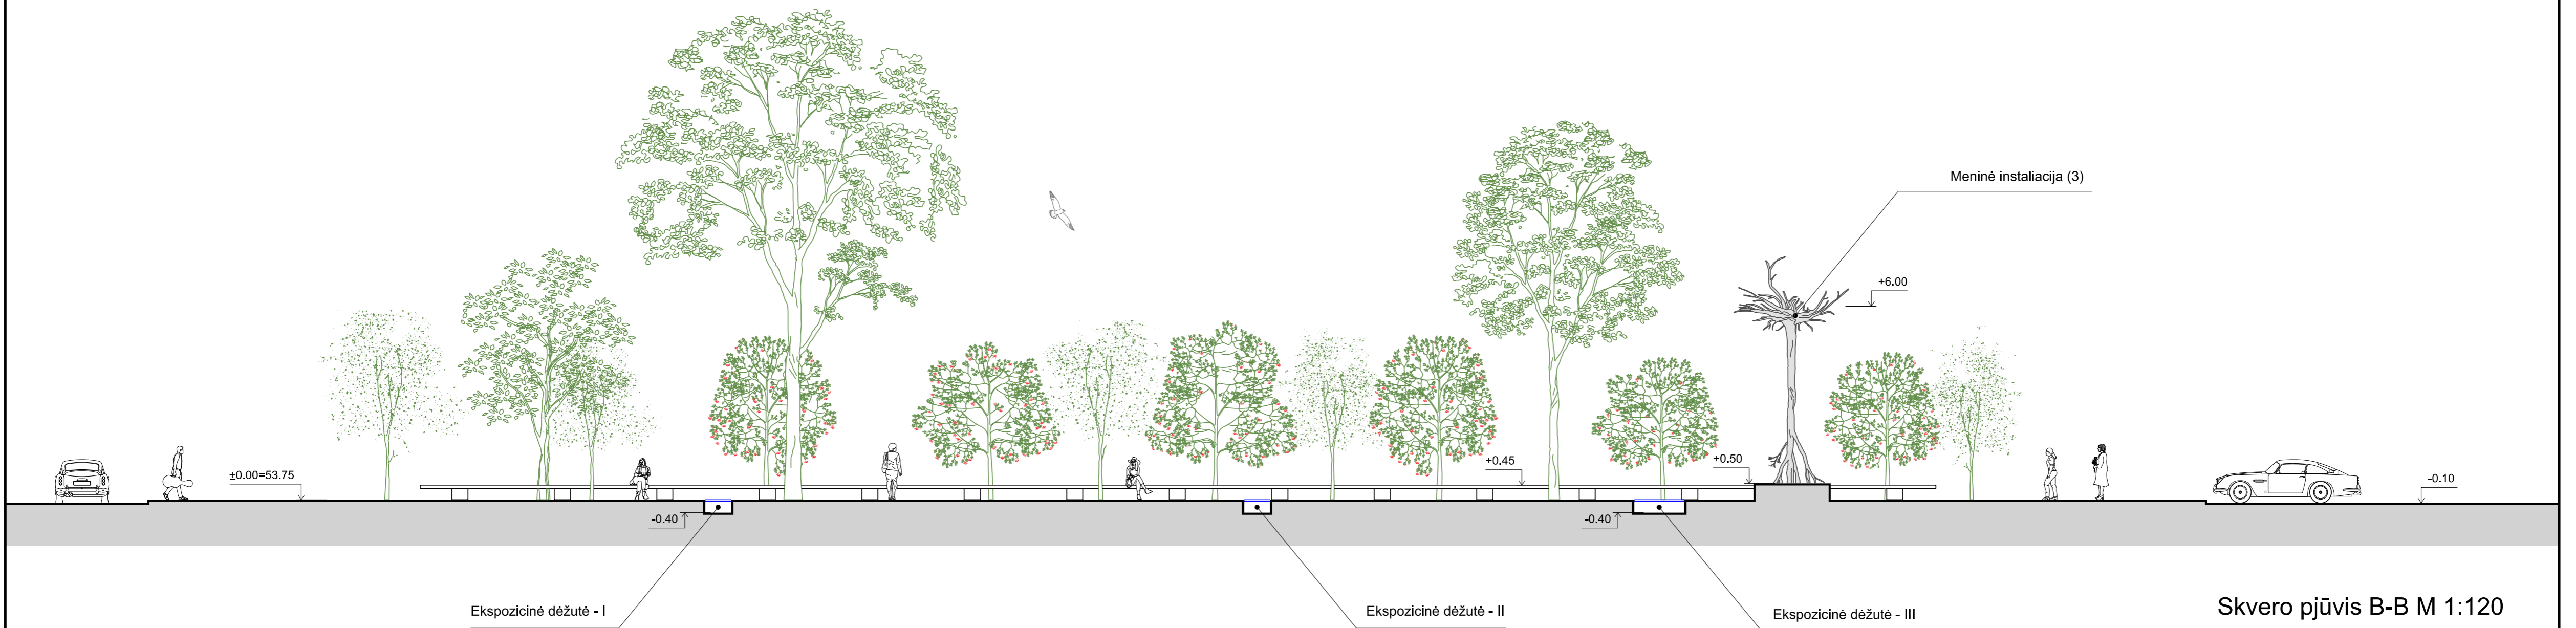 Meninė instaliacija (3)
+6.00
+0.45
+0.50
±0.00=53.75
-0.10
-0.40
-0.40
Ekspozicinė dėžutė - I
Ekspozicinė dėžutė - II
Ekspozicinė dėžutė - III
Skvero pjūvis B-B M 1:120